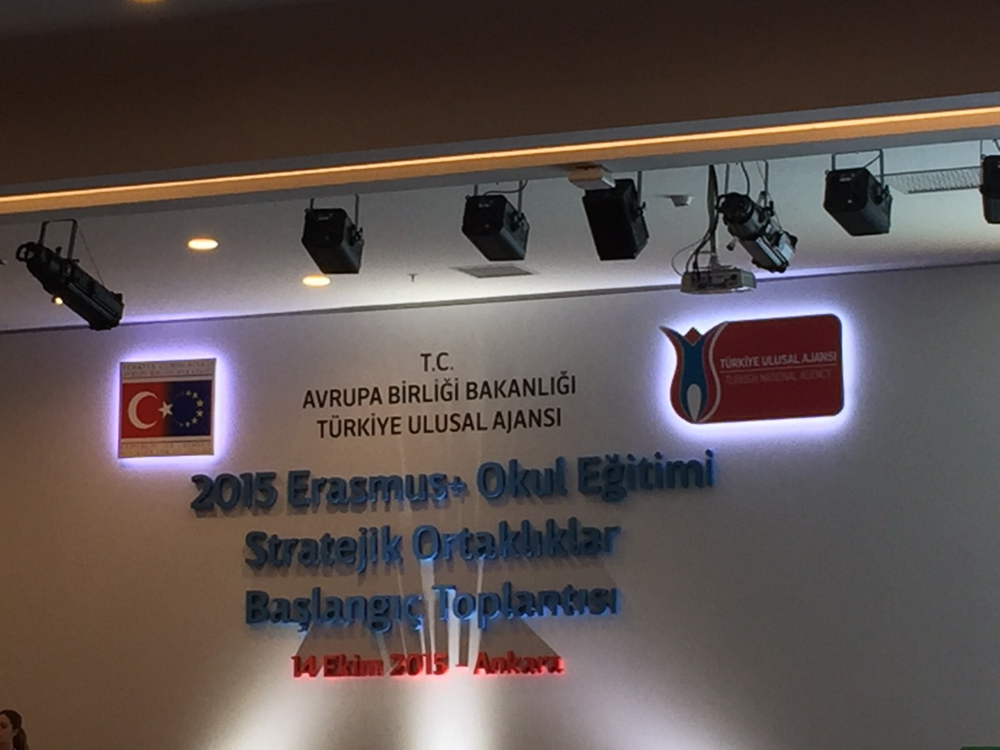 T.C.
AVRUPA BİRLİĞİ BAKANLIĞI
TÜRKİYE ULUSAL AJANSI
TÜRKİYE ULUSAL AJANSI
TURKISH NATIONAL AGENCY
2015 Erasmus+ Okul Eğitimi
Stratejik Ortaklıklar
Başlangıç Toplantısı
14 Ekim 2015 - Ankara